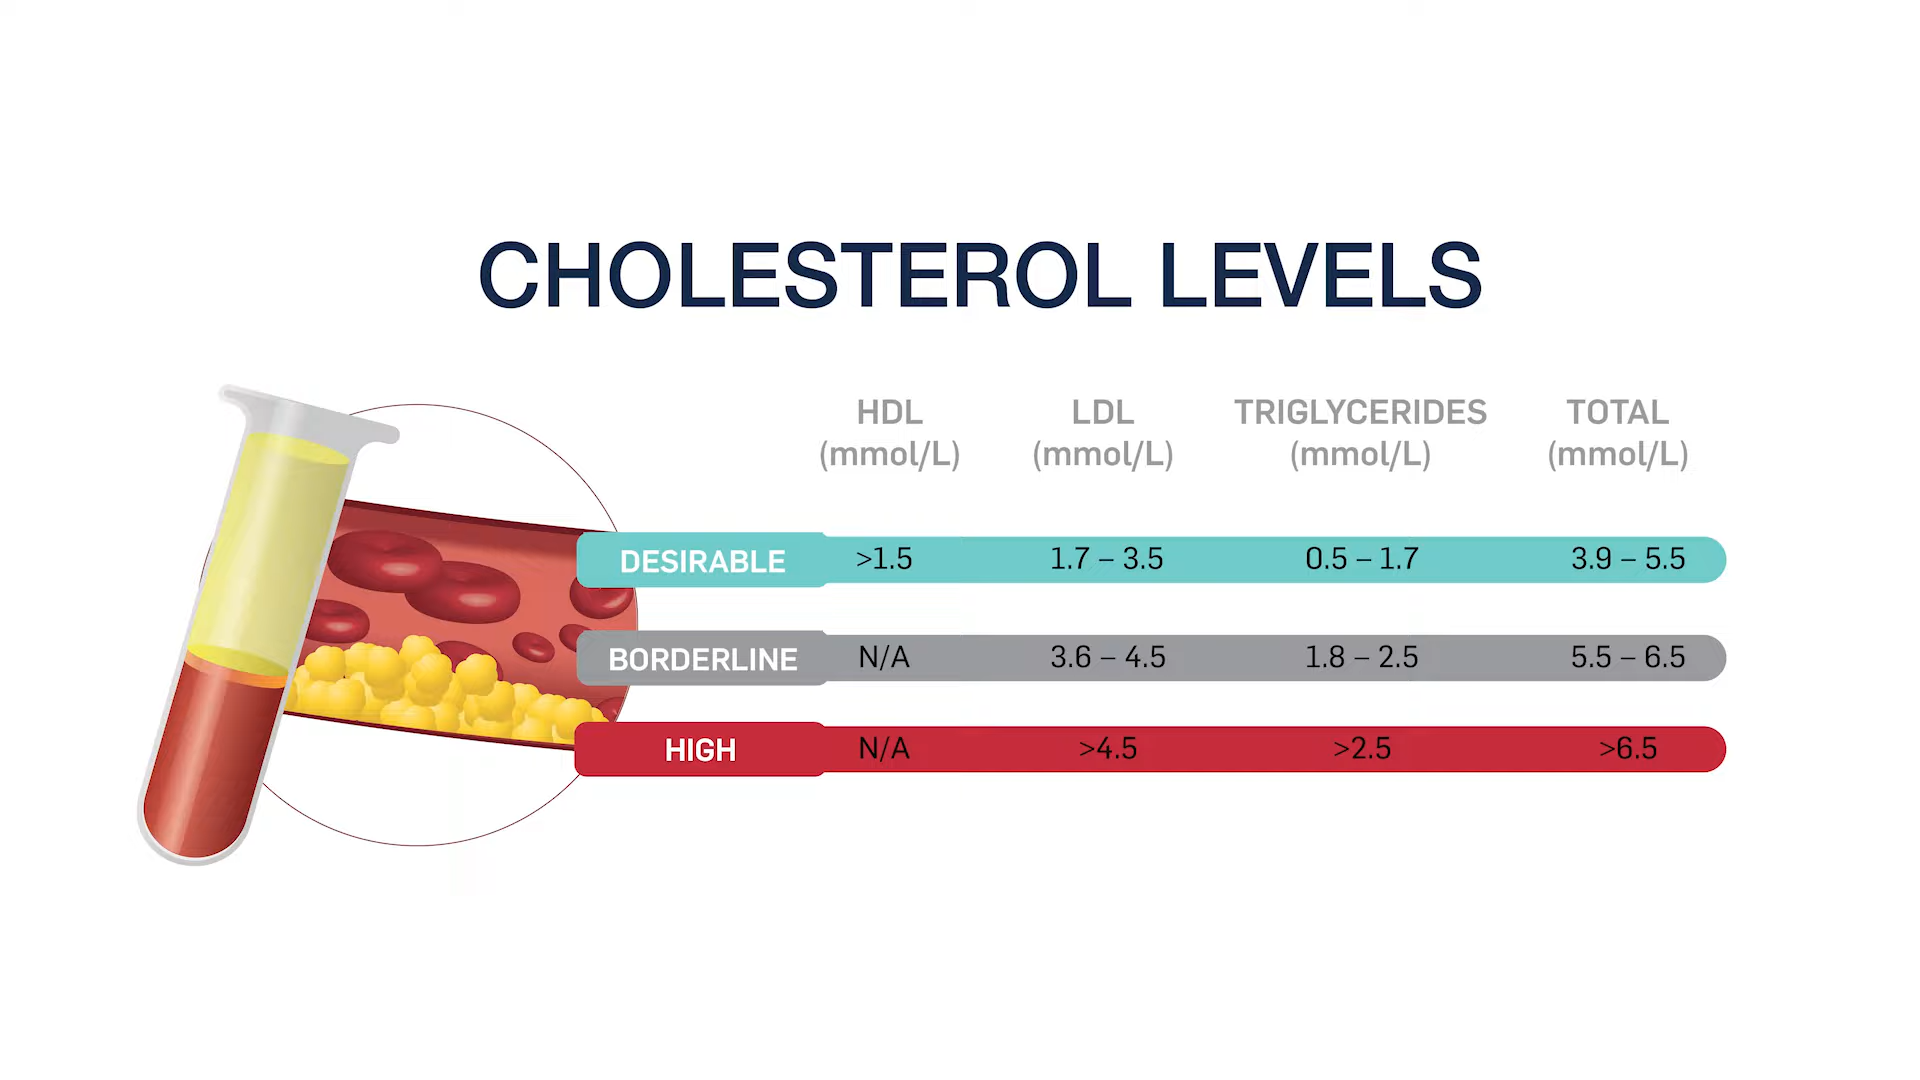 CHOLESTEROL LEVELS
HDL LDL TRIGLYCERIDES TOTAL
(mmol/L) (mmol/L) (mmol/L) (mmol/L)
DESIRABLE >1.5 1.7 – 3.5 0.5 – 1.7 3.9 – 5.5
BORDERLINE N/A 3.6 – 4.5 1.8 – 2.5 5.5 – 6.5
HIGH N/A >4.5 >2.5 >6.5